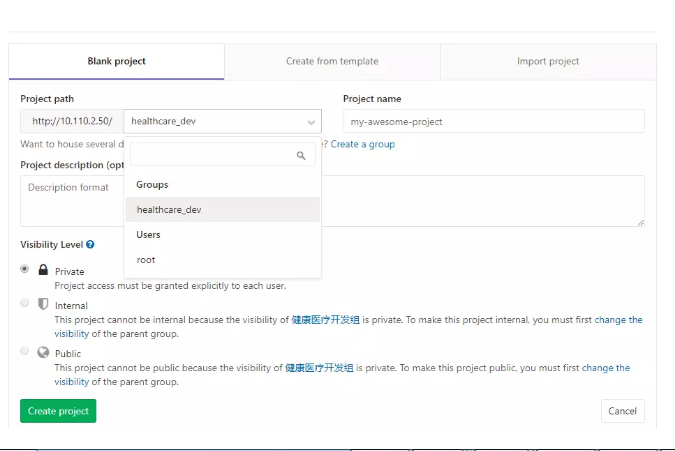 Blank project
Create from template
Import project
Project path
Project name
http://10.110.2.50/
healthcare_dev
my-awesome-project
Want to house several d
? Create a group
Project description (opt
Description format
Groups
healthcare_dev
Users
root
Visibility Level
Private
Project access must be granted explicitly to each user.
Internal
This project cannot be internal because the visibility of 健康医疗开发组 is private. To make this project internal, you must first change the
visibility of the parent group.
Public
This project cannot be public because the visibility of 健康医疗开发组 is private. To make this project public, you must first change the
visibility of the parent group.
Create project
Cancel